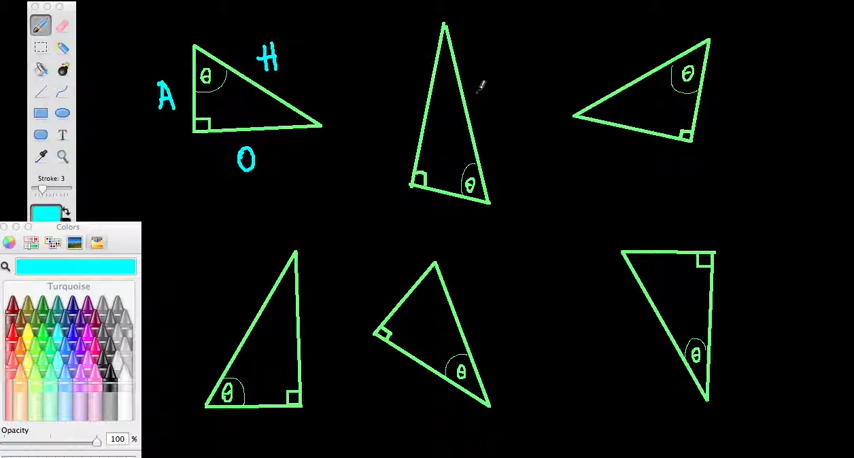 H
θ
θ
A
O
θ
Stroke: 3
Colors
Turquoise
θ
θ
θ
Opacity
100 %
T